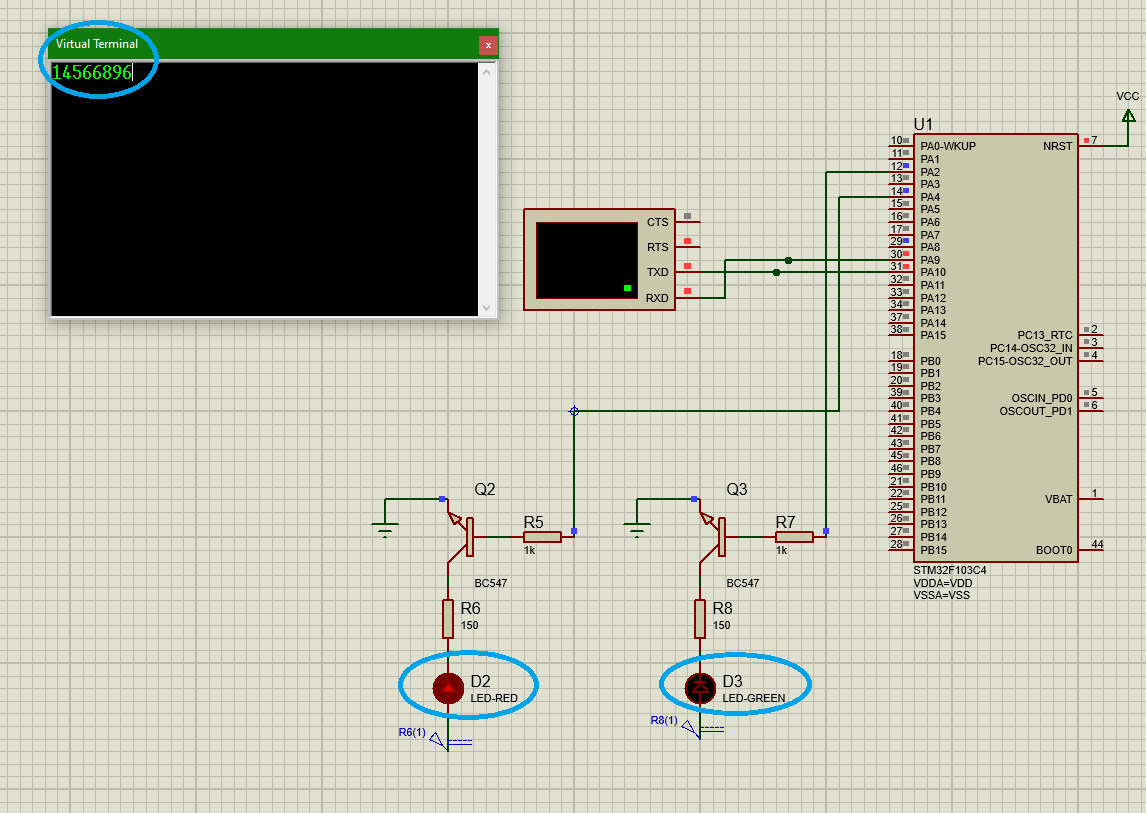 Virtual Terminal
x
14566896
VCC
U1
10 PA0-WKUP NRST 7
11 PA1
12 PA2
13 PA3
14 PA4
15 PA5
16 PA6
17 PA7
29 PA8
30 PA9
31 PA10
32 PA11
33 PA12
34 PA13
37 PA14
38 PA15
PC13_RTC 2
PC14-OSC32_IN 3
PC15-OSC32_OUT 4
18 PB0
19 PB1
20 PB2
39 PB3
40 PB4
41 PB5
42 PB6
43 PB7
45 PB8
46 PB9
21 PB10
22 PB11
25 PB12
26 PB13
27 PB14
28 PB15
OSCIN_PD0 5
OSCOUT_PD1 6
VBAT 1
BOOT0 44
STM32F103C4
VDDA=VDD
VSSA=VSS
CTS
RTS
TXD
RXD
Q2
R5
1k
BC547
R6
150
D2
LED-RED
R6(1)
Q3
R7
1k
BC547
R8
150
D3
LED-GREEN
R8(1)